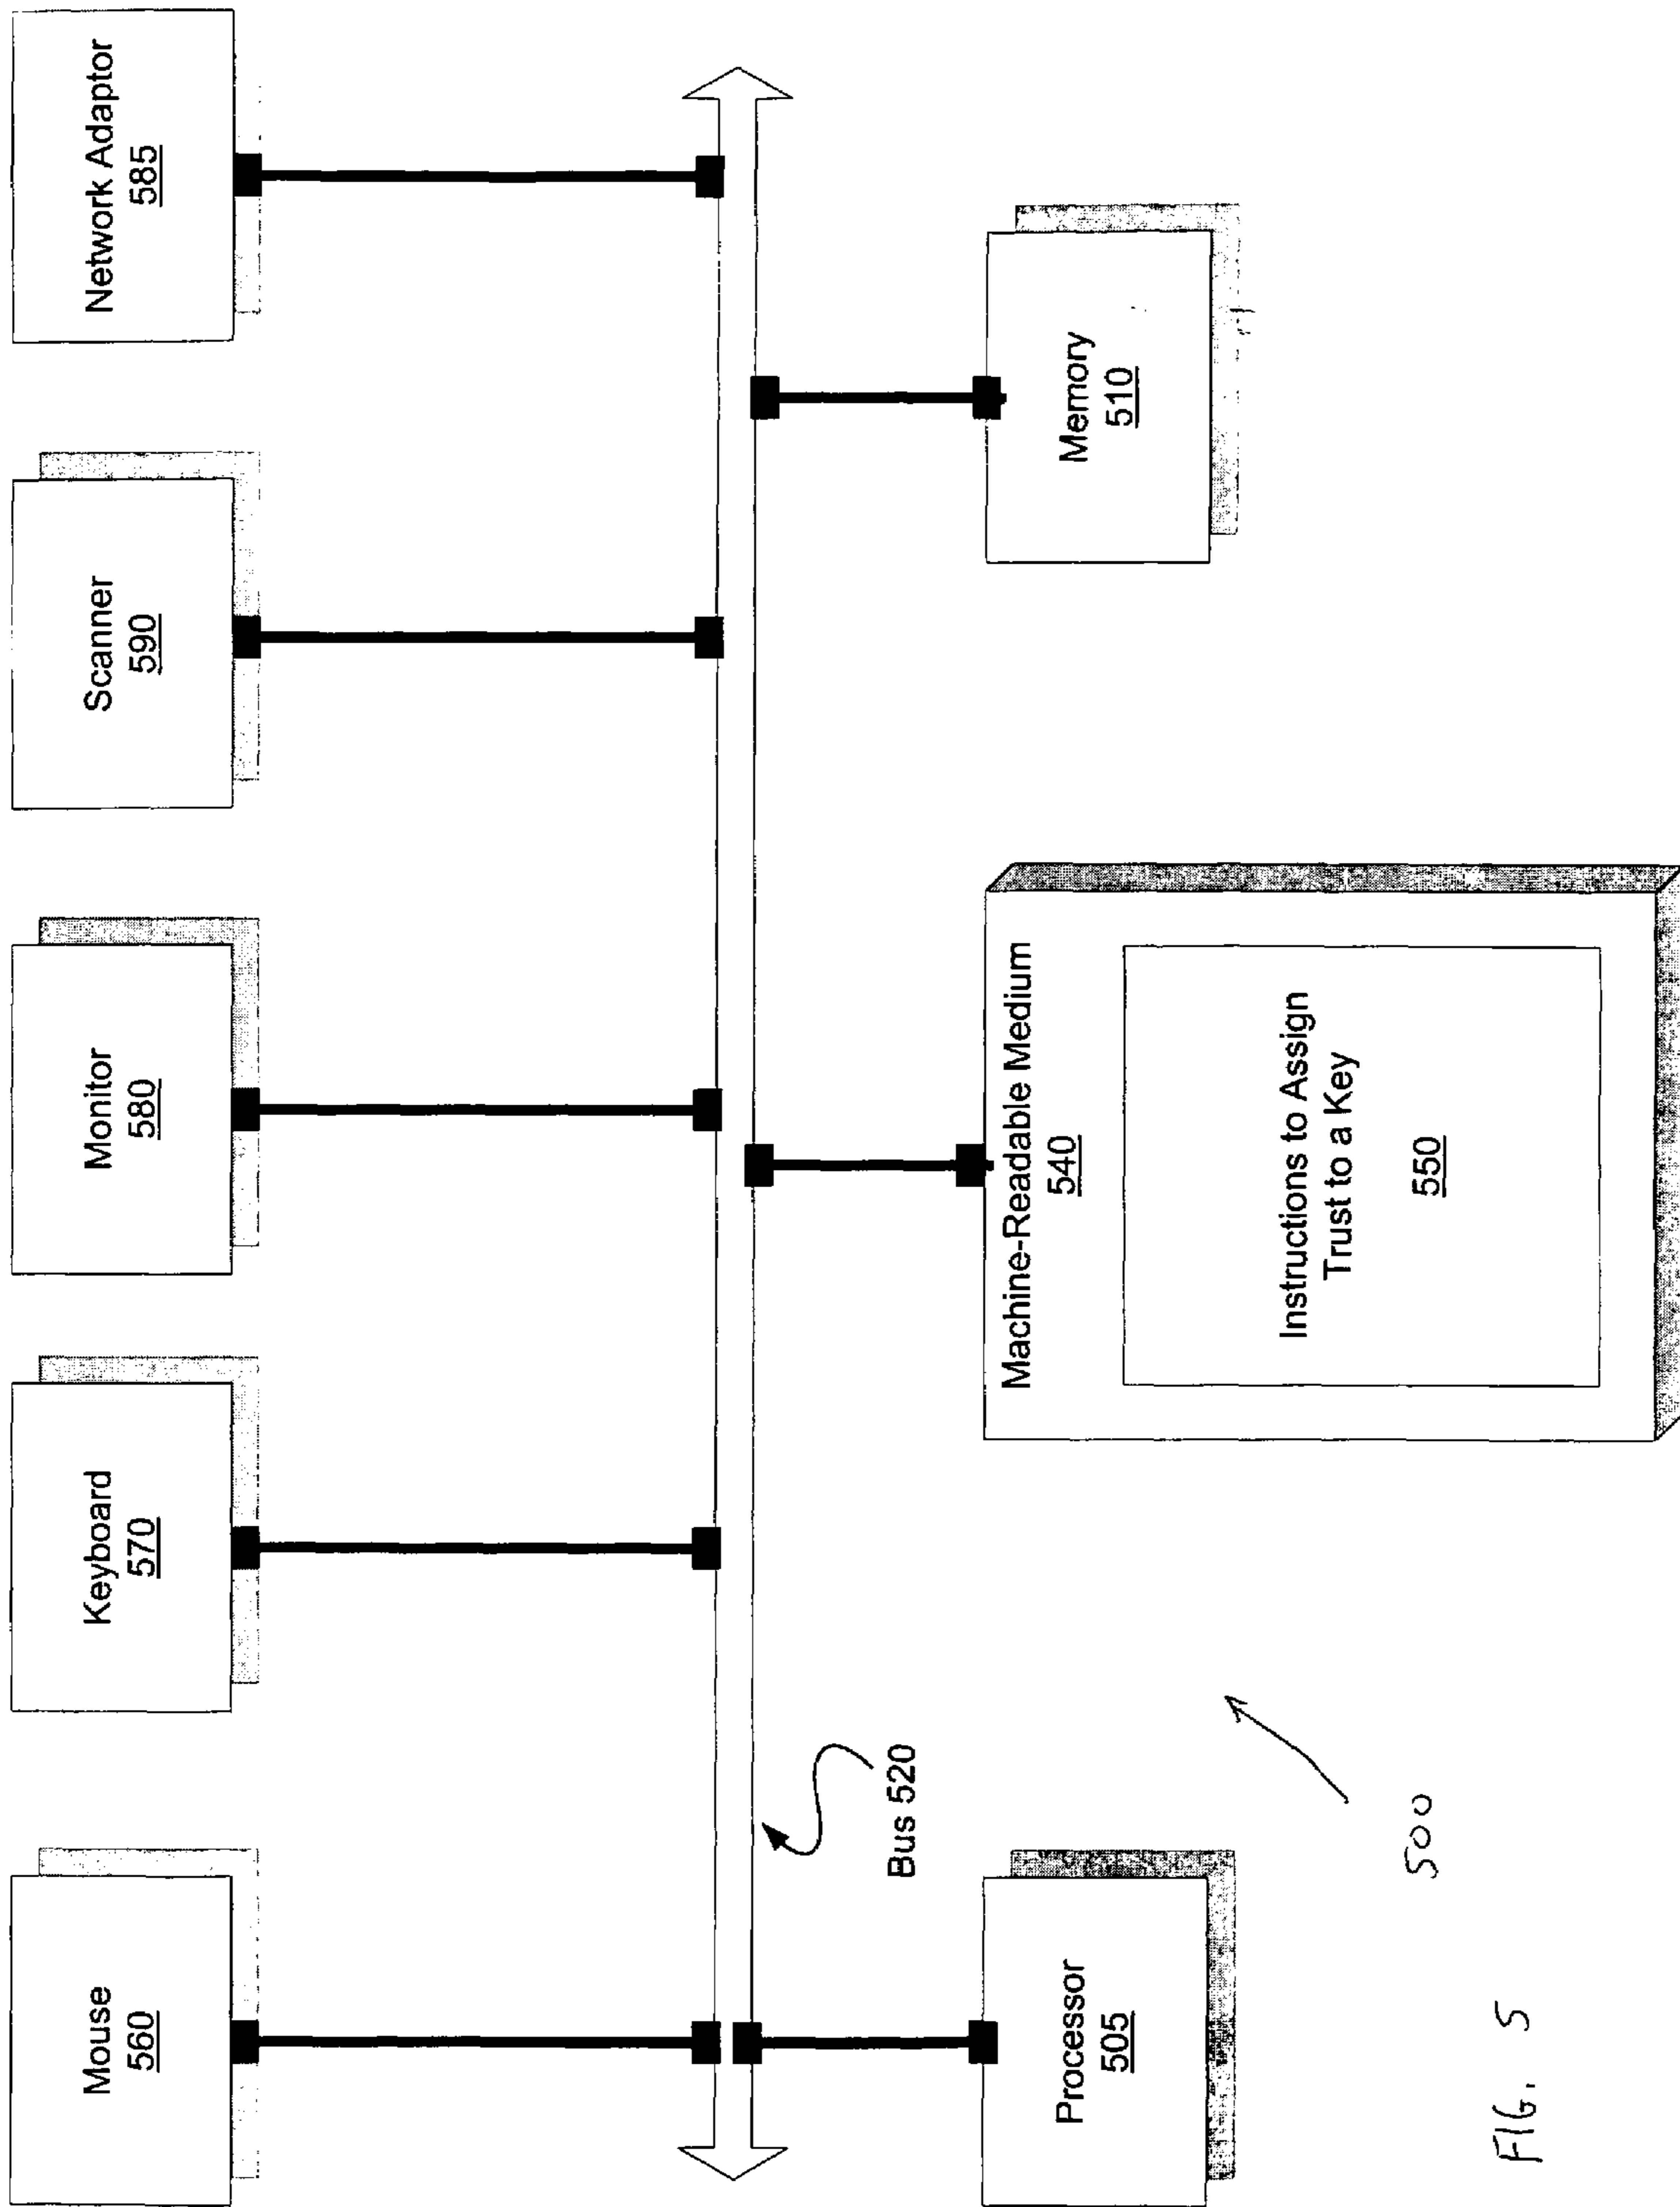 Mouse
560
Keyboard
570
Monitor
580
Scanner
590
Network Adaptor
585
Bus 520
Processor
505
Machine-Readable Medium
540
Instructions to Assign
Trust to a Key
550
Memory
510
500
FIG. 5